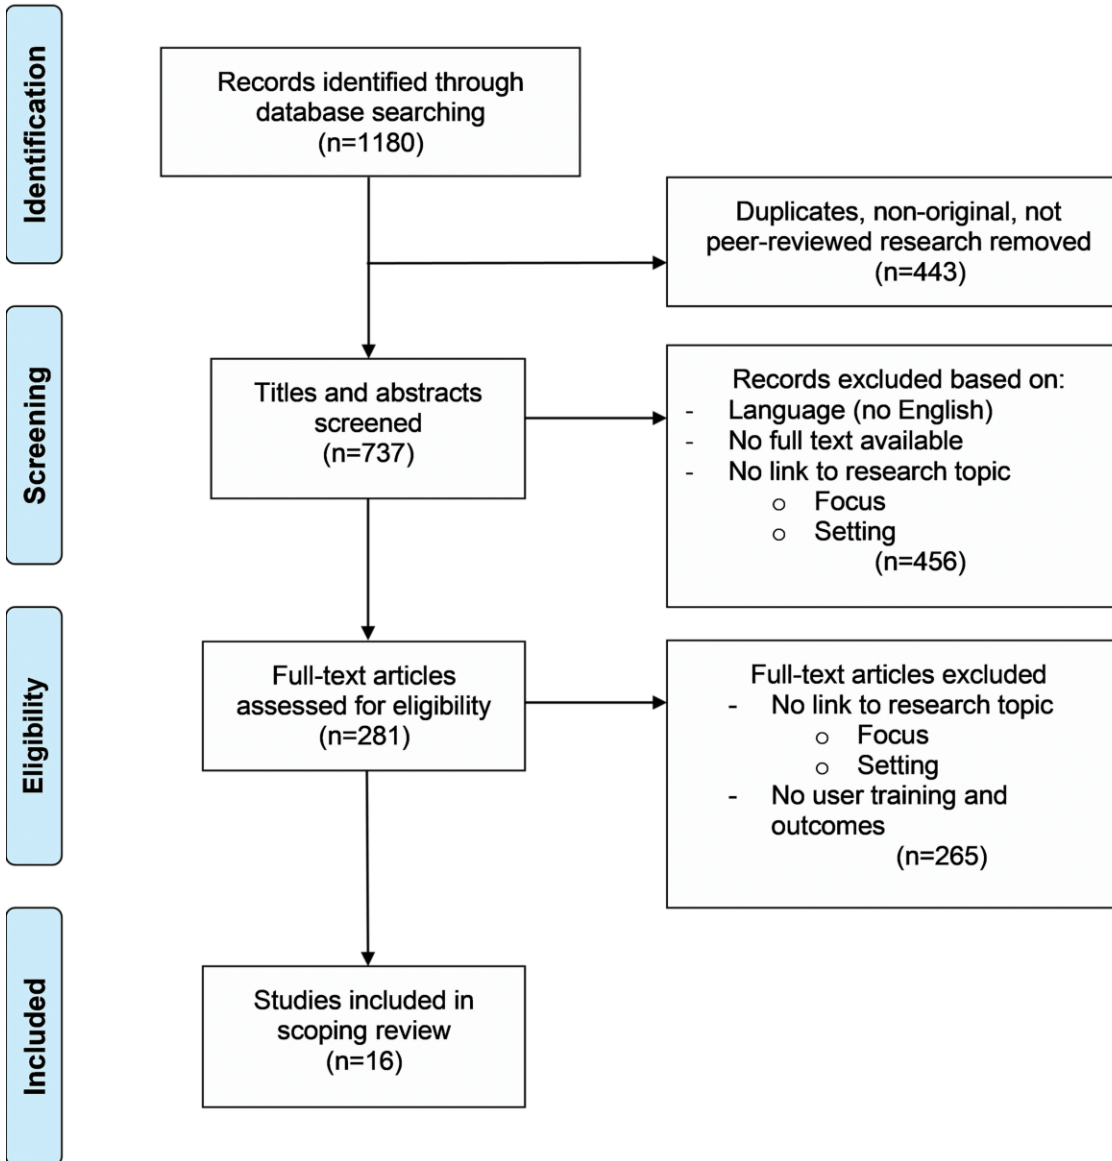 Identification
Records identified through
database searching
(n=1180)
Duplicates, non-original, not
peer-reviewed research removed
(n=443)
Screening
Titles and abstracts
screened
(n=737)
Records excluded based on:
- Language (no English)
- No full text available
- No link to research topic
o Focus
o Setting
(n=456)
Eligibility
Full-text articles
assessed for eligibility
(n=281)
Full-text articles excluded
- No link to research topic
o Focus
o Setting
- No user training and
outcomes
(n=265)
Included
Studies included in
scoping review
(n=16)